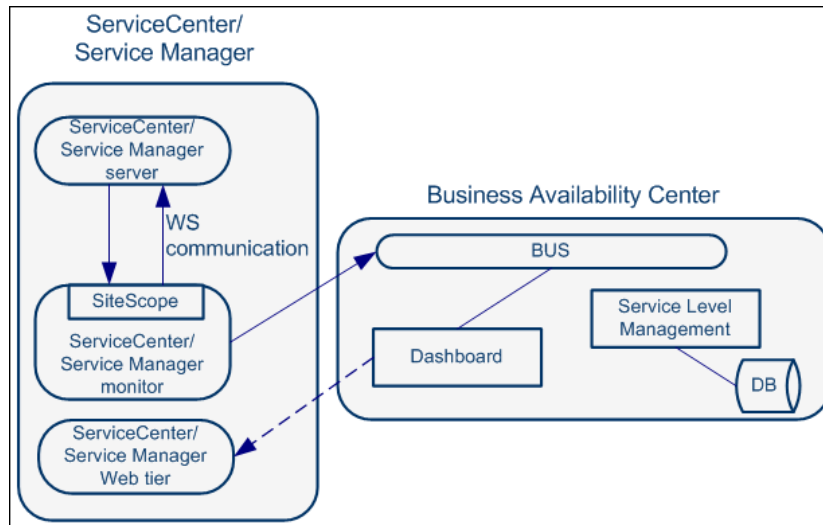 ServiceCenter/
Service Manager
ServiceCenter/
Service Manager
server
WS
communication
SiteScope
ServiceCenter/
Service Manager
monitor
ServiceCenter/
Service Manager
Web tier
Business Availability Center
BUS
Dashboard
Service Level
Management
DB